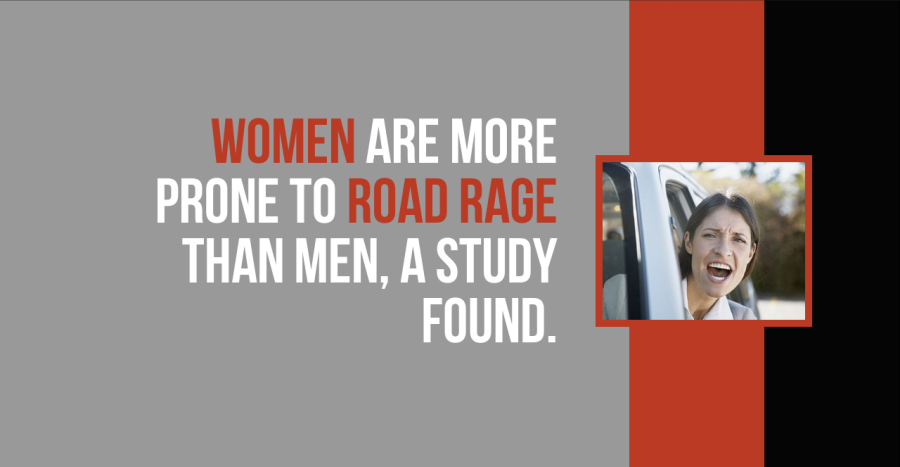 WOMEN ARE MORE
PRONE TO ROAD RAGE
THAN MEN, A STUDY
FOUND.